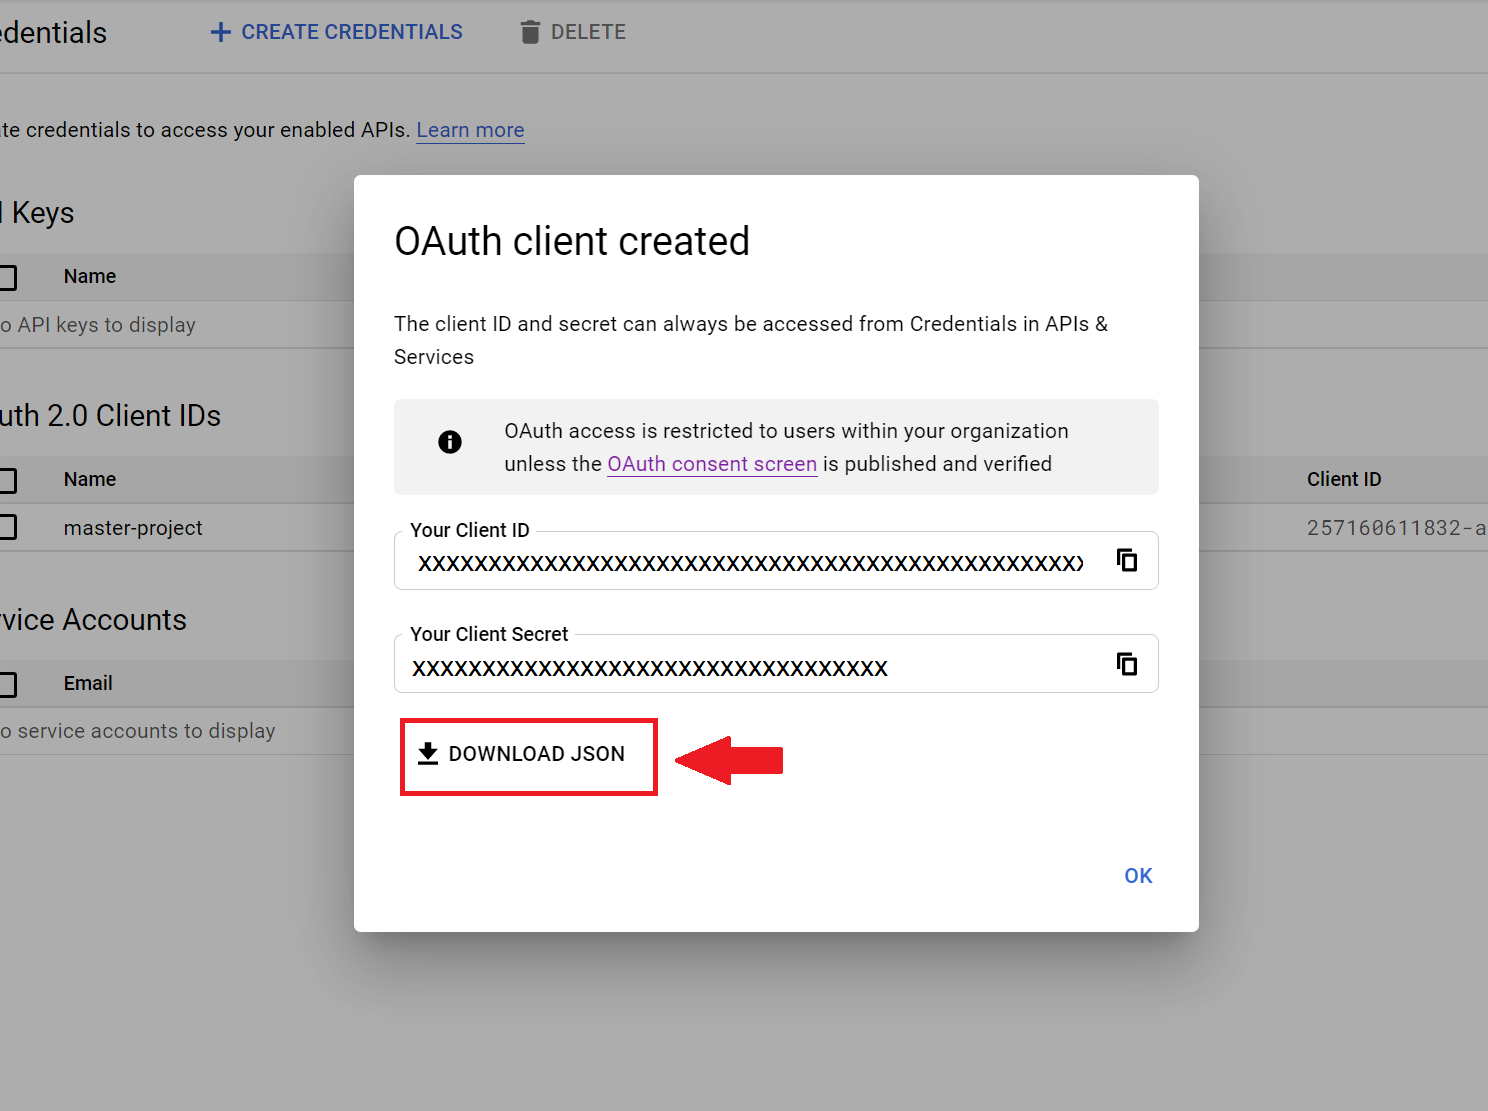 edentials
CREATE CREDENTIALS
DELETE
te credentials to access your enabled APIs. Learn more
I Keys
Name
o API keys to display
uth 2.0 Client IDs
Name
Client ID
master-project
257160611832-a
vice Accounts
Email
o service accounts to display
OAuth client created
The client ID and secret can always be accessed from Credentials in APIs &
Services
OAuth access is restricted to users within your organization
unless the OAuth consent screen is published and verified
Your Client ID
XXXXXXXXXXXXXXXXXXXXXXXXXXXXXXXXXXXXXXXXXXXXXXXX
Your Client Secret
XXXXXXXXXXXXXXXXXXXXXXXXXXXXXXXXXX
DOWNLOAD JSON
OK